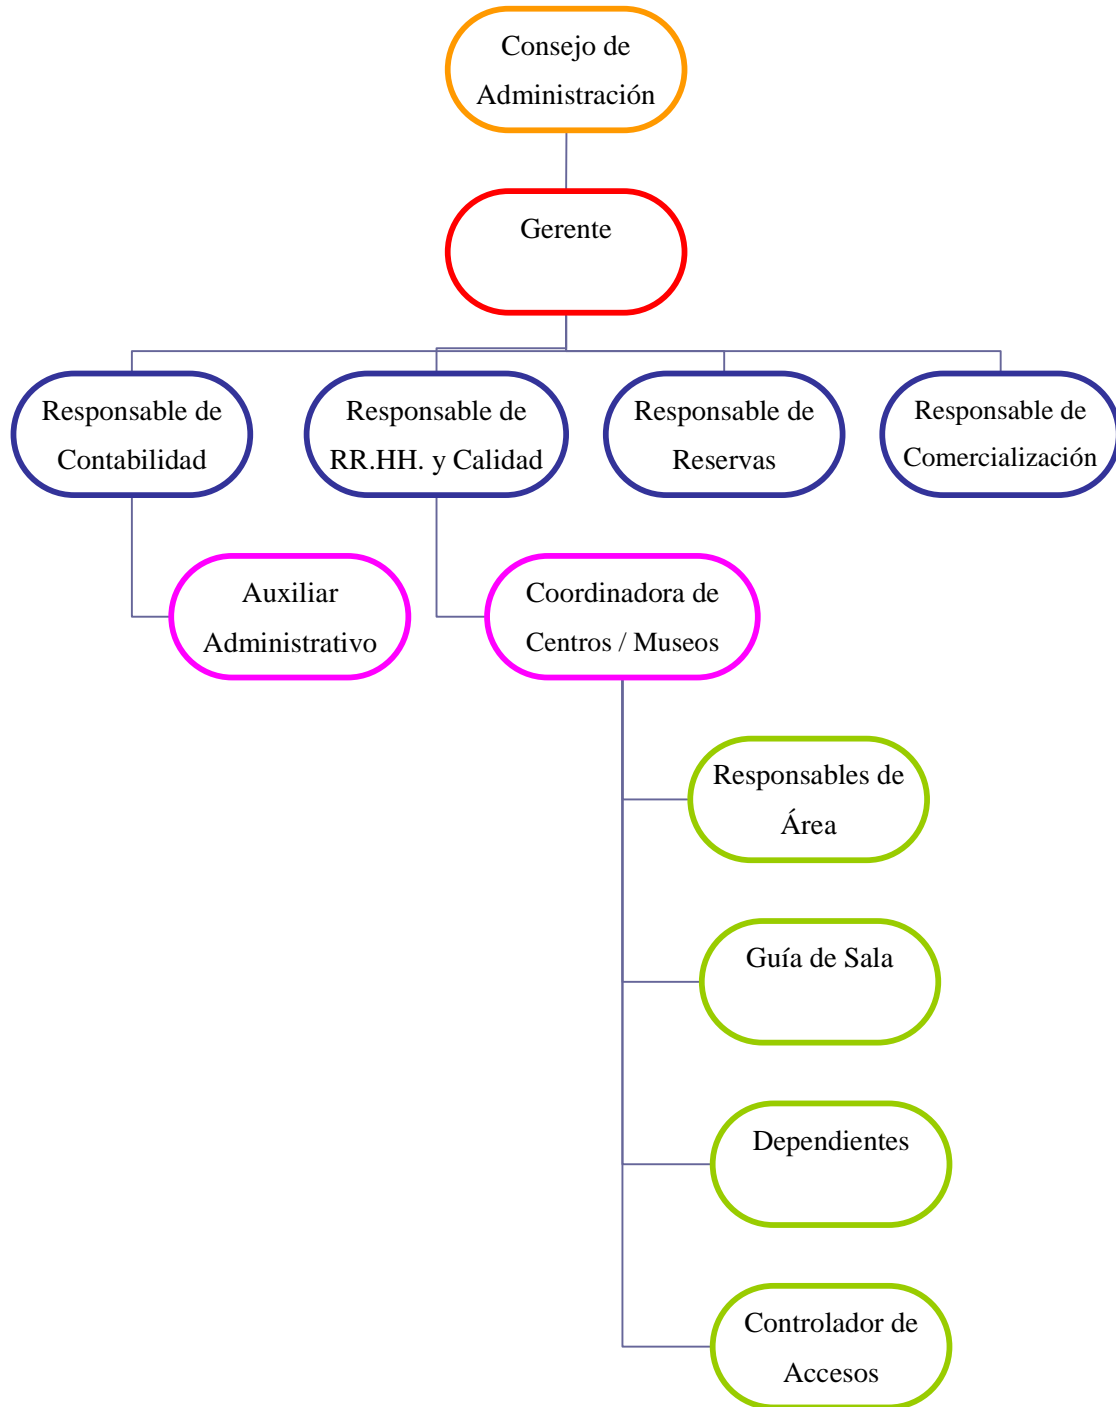 Consejo de
Administración
Gerente
Responsable de
Contabilidad
Responsable de
RR.HH. y Calidad
Responsable de
Reservas
Responsable de
Comercialización
Auxiliar
Administrativo
Coordinadora de
Centros / Museos
Responsables de
Área
Guía de Sala
Dependientes
Controlador de
Accesos